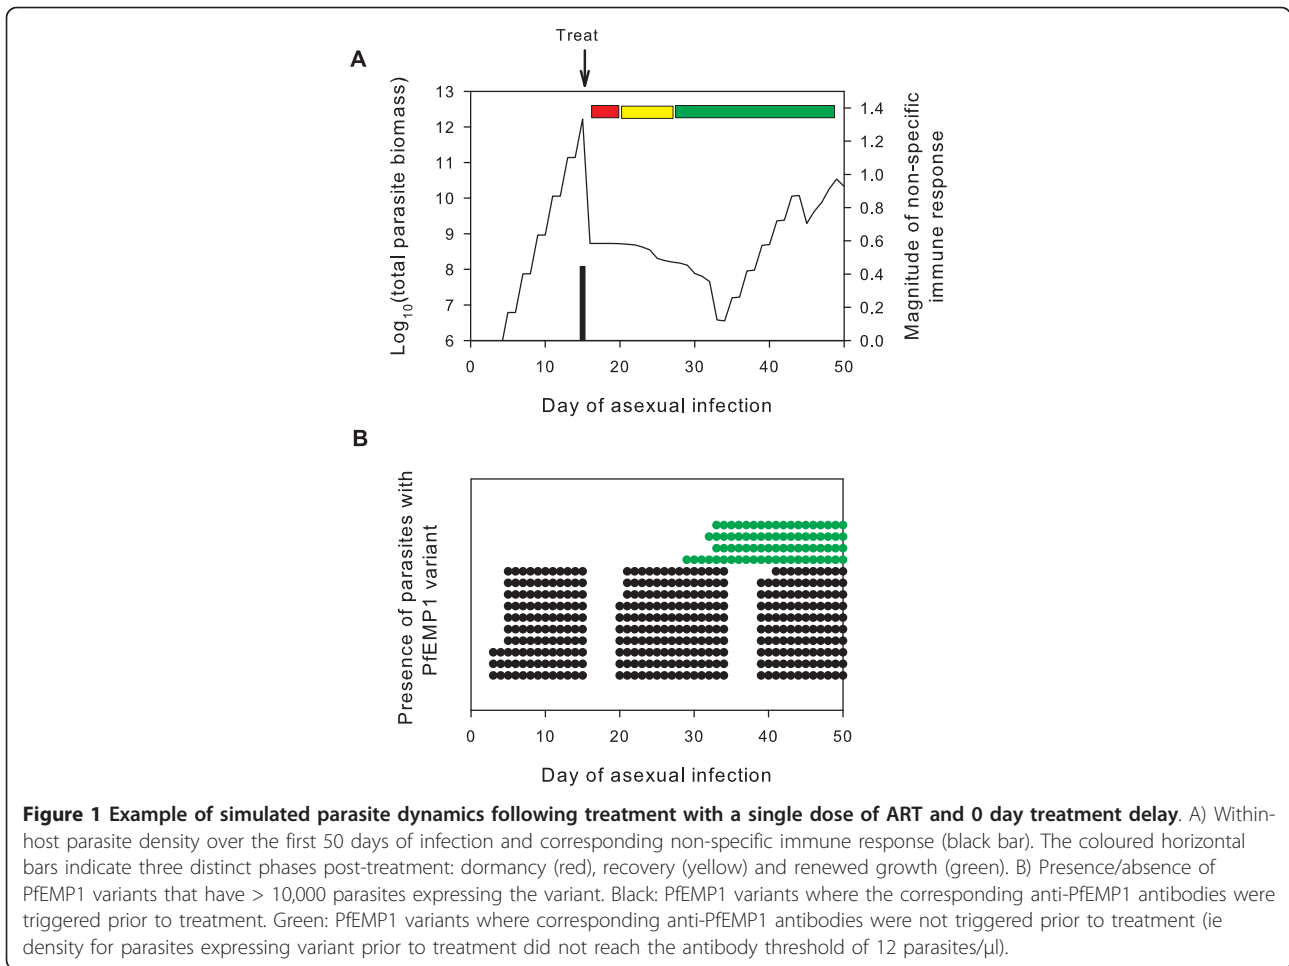 Treat
A
Log10(total parasite biomass)
13
12
11
10
9
8
7
6
1.4
1.2
1.0
0.8
0.6
0.4
0.2
0.0
Magnitude of non-specific
immune response
0 10 20 30 40 50
Day of asexual infection
B
Presence of parasites with
PfEMP1 variant
0 10 20 30 40 50
Day of asexual infection
Figure 1 Example of simulated parasite dynamics following treatment with a single dose of ART and 0 day treatment delay. A) Within-
host parasite density over the first 50 days of infection and corresponding non-specific immune response (black bar). The coloured horizontal
bars indicate three distinct phases post-treatment: dormancy (red), recovery (yellow) and renewed growth (green). B) Presence/absence of
PfEMP1 variants that have > 10,000 parasites expressing the variant. Black: PfEMP1 variants where the corresponding anti-PfEMP1 antibodies were
triggered prior to treatment. Green: PfEMP1 variants where corresponding anti-PfEMP1 antibodies were not triggered prior to treatment (ie
density for parasites expressing variant prior to treatment did not reach the antibody threshold of 12 parasites/μl).